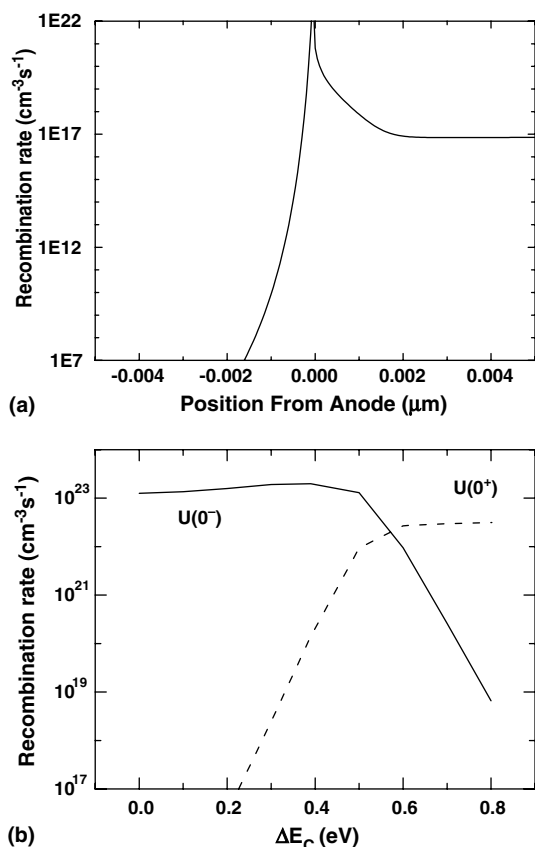 1E22
1E17
1E12
1E7
Recombination rate (cm⁻³s⁻¹)
-0.004 -0.002 0.000 0.002 0.004
Position From Anode (μm)
(a)
10²³
10²¹
10¹⁹
10¹⁷
Recombination rate (cm⁻³s⁻¹)
U(0⁻)
U(0⁺)
0.0 0.2 0.4 0.6 0.8
ΔE_C (eV)
(b)